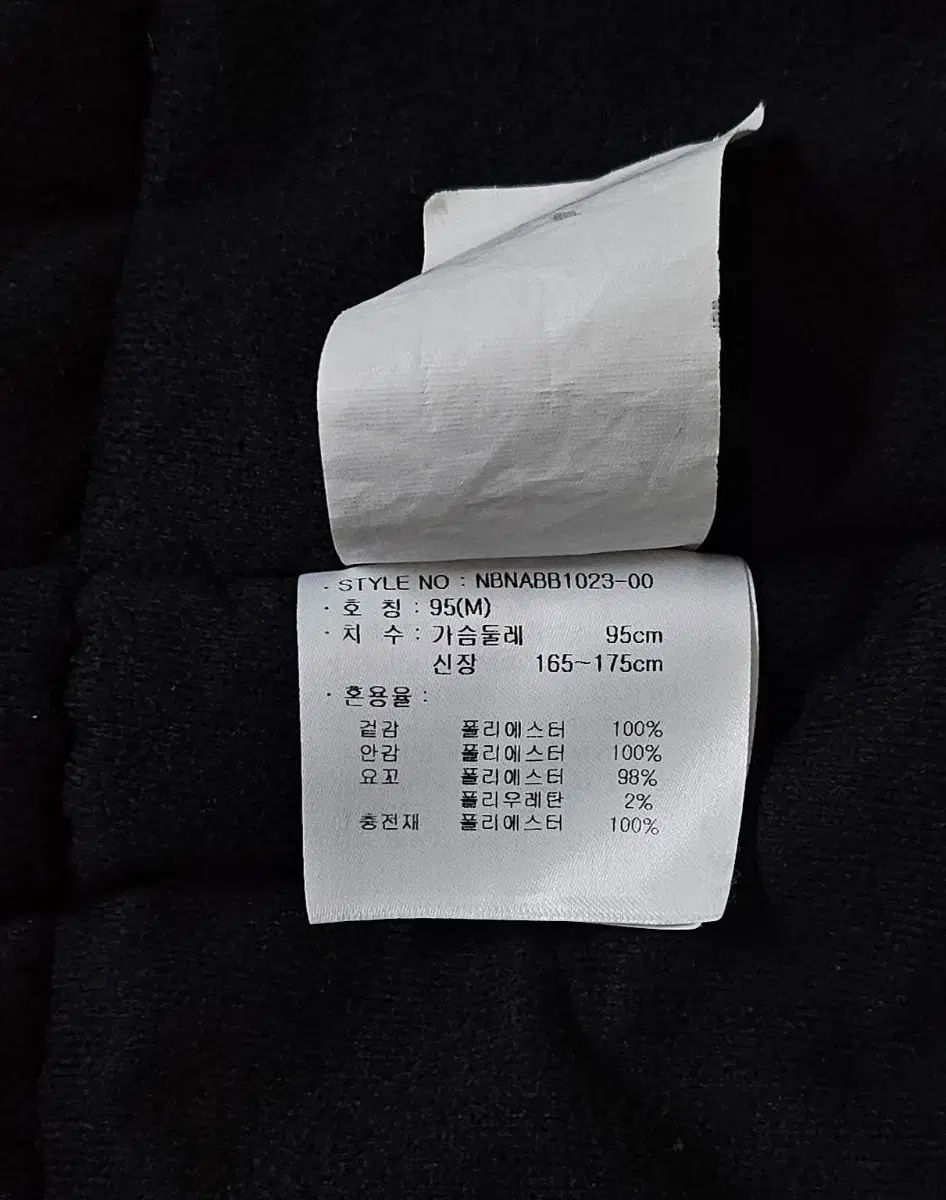 · STYLE NO : NBNABB1023-00
· 호 칭 : 95(M)
· 치 수 : 가슴둘레 95cm
신장 165~175cm
· 혼용율 :
겉감 폴리에스터 100%
안감 폴리에스터 100%
요꼬 폴리에스터 98%
폴리우레탄 2%
충전재 폴리에스터 100%